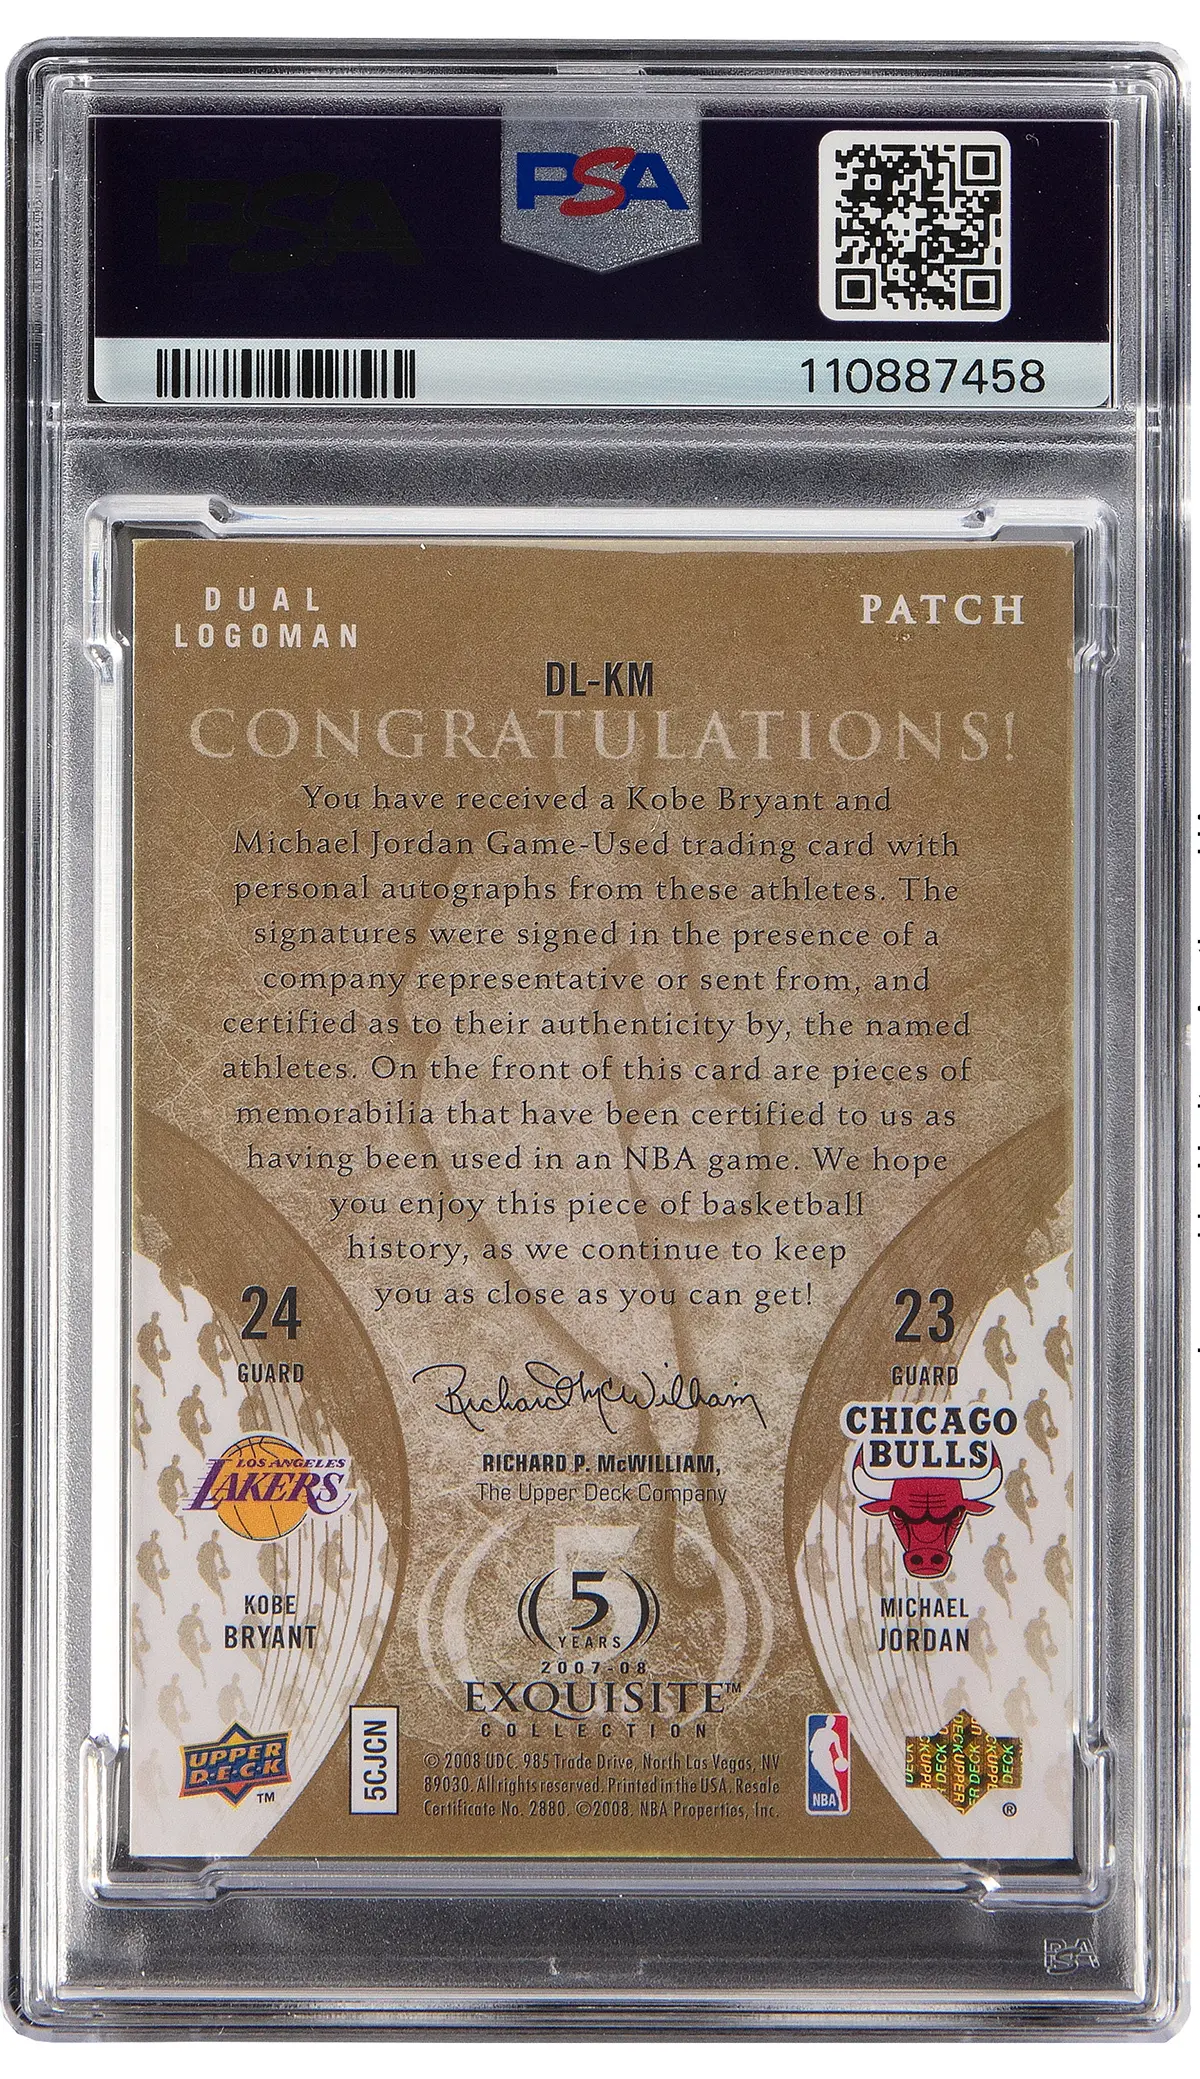 PSA
110887458
DUAL
LOGOMAN
PATCH
DL-KM
CONGRATULATIONS!
You have received a Kobe Bryant and
Michael Jordan Game-Used trading card with
personal autographs from these athletes. The
signatures were signed in the presence of a
company representative or sent from, and
certified as to their authenticity by, the named
athletes. On the front of this card are pieces of
memorabilia that have been certified to us as
having been used in an NBA game. We hope
you enjoy this piece of basketball
history, as we continue to keep
you as close as you can get!
24
GUARD
LOS ANGELES
LAKERS
KOBE
BRYANT
23
GUARD
CHICAGO
BULLS
MICHAEL
JORDAN
Richard McWilliam
RICHARD P. McWILLIAM,
The Upper Deck Company
5
YEARS
2007-08
EXQUISITE™
COLLECTION
UPPER
D·E·C·K
™
5CJCN
© 2008 UDC. 985 Trade Drive, North Las Vegas, NV
89030. All rights reserved. Printed in the USA. Resale
Certificate No. 2880. ©2008. NBA Properties, Inc.
NBA
UPPER DECK
®
PSA